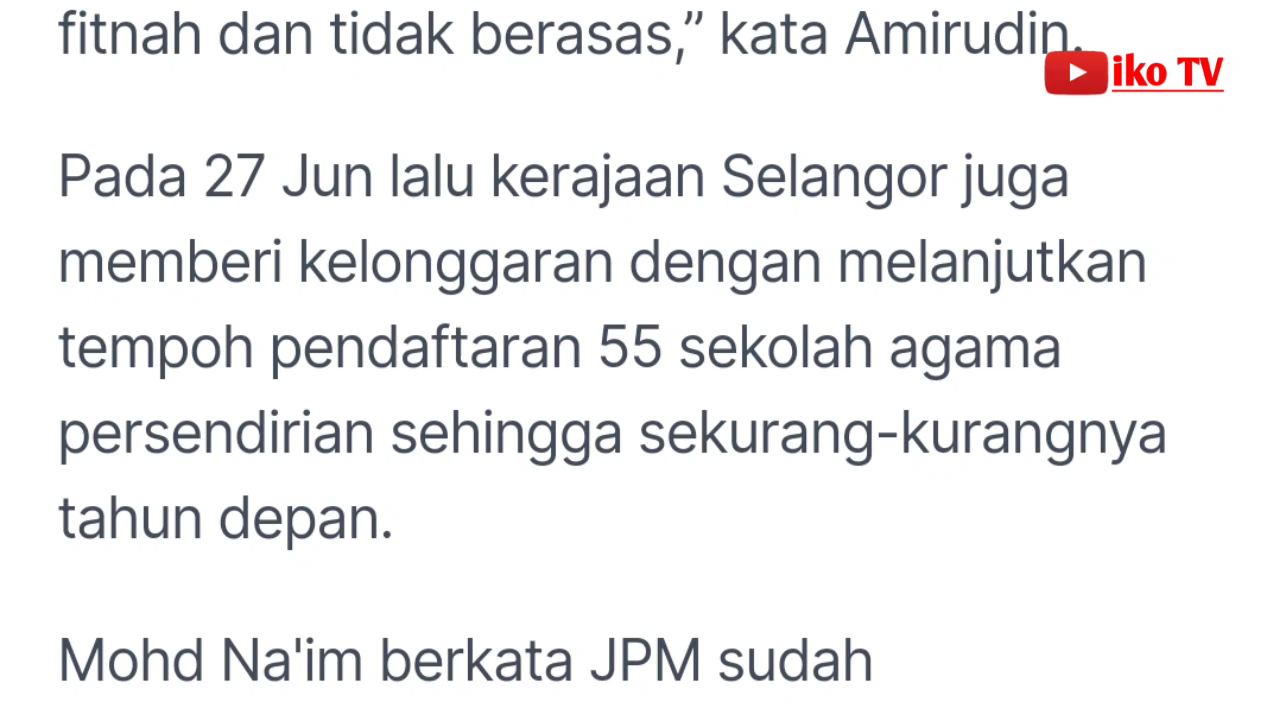 fitnah dan tidak berasas,” kata Amirudin.
iko TV
Pada 27 Jun lalu kerajaan Selangor juga
memberi kelonggaran dengan melanjutkan
tempoh pendaftaran 55 sekolah agama
persendirian sehingga sekurang-kurangnya
tahun depan.
Mohd Na'im berkata JPM sudah